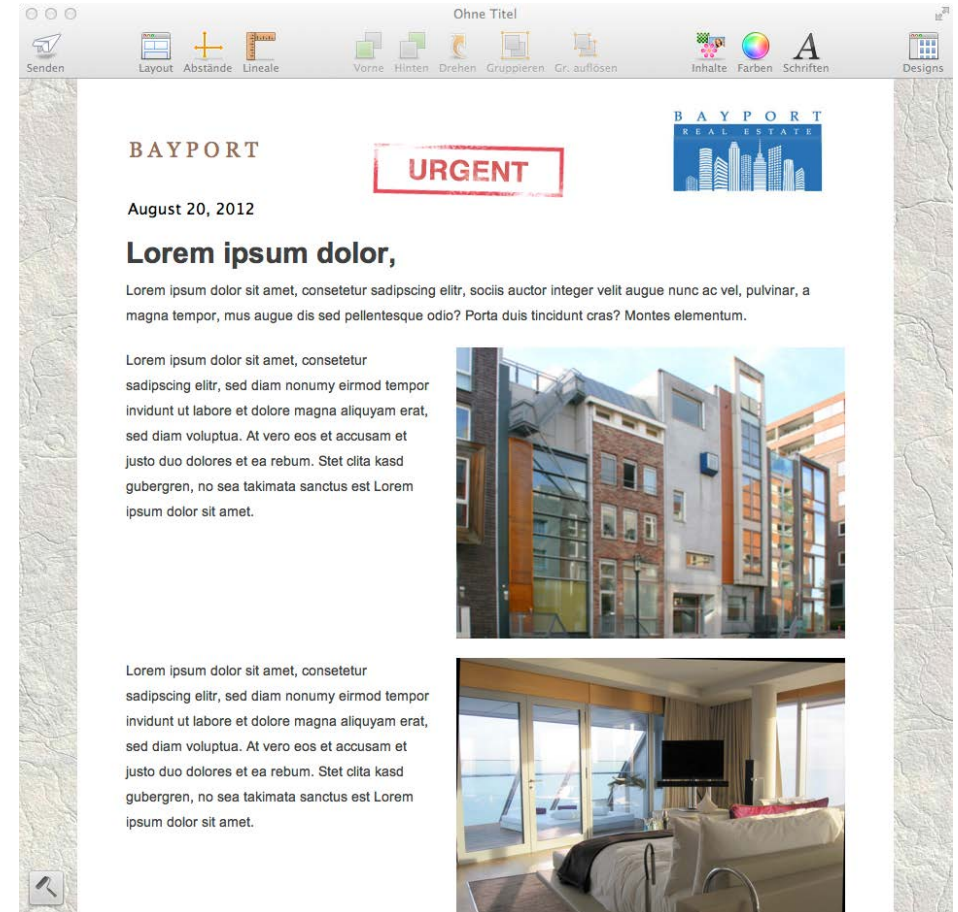 Ohne Titel
Senden Layout Abstände Lineale Vorne Hinten Drehen Gruppieren Gr. auflösen Inhalte Farben Schriften Designs
BAYPORT
URGENT
BAYPORT
REAL ESTATE
August 20, 2012
Lorem ipsum dolor,
Lorem ipsum dolor sit amet, consetetur sadipscing elitr, sociis auctor integer velit augue nunc ac vel, pulvinar, a
magna tempor, mus augue dis sed pellentesque odio? Porta duis tincidunt cras? Montes elementum.
Lorem ipsum dolor sit amet, consetetur
sadipscing elitr, sed diam nonumy eirmod tempor
invidunt ut labore et dolore magna aliquyam erat,
sed diam voluptua. At vero eos et accusam et
justo duo dolores et ea rebum. Stet clita kasd
gubergren, no sea takimata sanctus est Lorem
ipsum dolor sit amet.
Lorem ipsum dolor sit amet, consetetur
sadipscing elitr, sed diam nonumy eirmod tempor
invidunt ut labore et dolore magna aliquyam erat,
sed diam voluptua. At vero eos et accusam et
justo duo dolores et ea rebum. Stet clita kasd
gubergren, no sea takimata sanctus est Lorem
ipsum dolor sit amet.